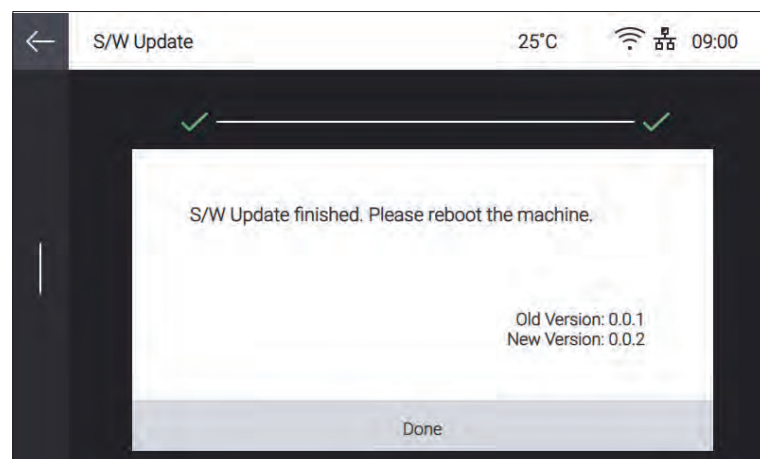 S/W Update 25°C 09:00
S/W Update finished. Please reboot the machine.
Old Version: 0.0.1
New Version: 0.0.2
Done